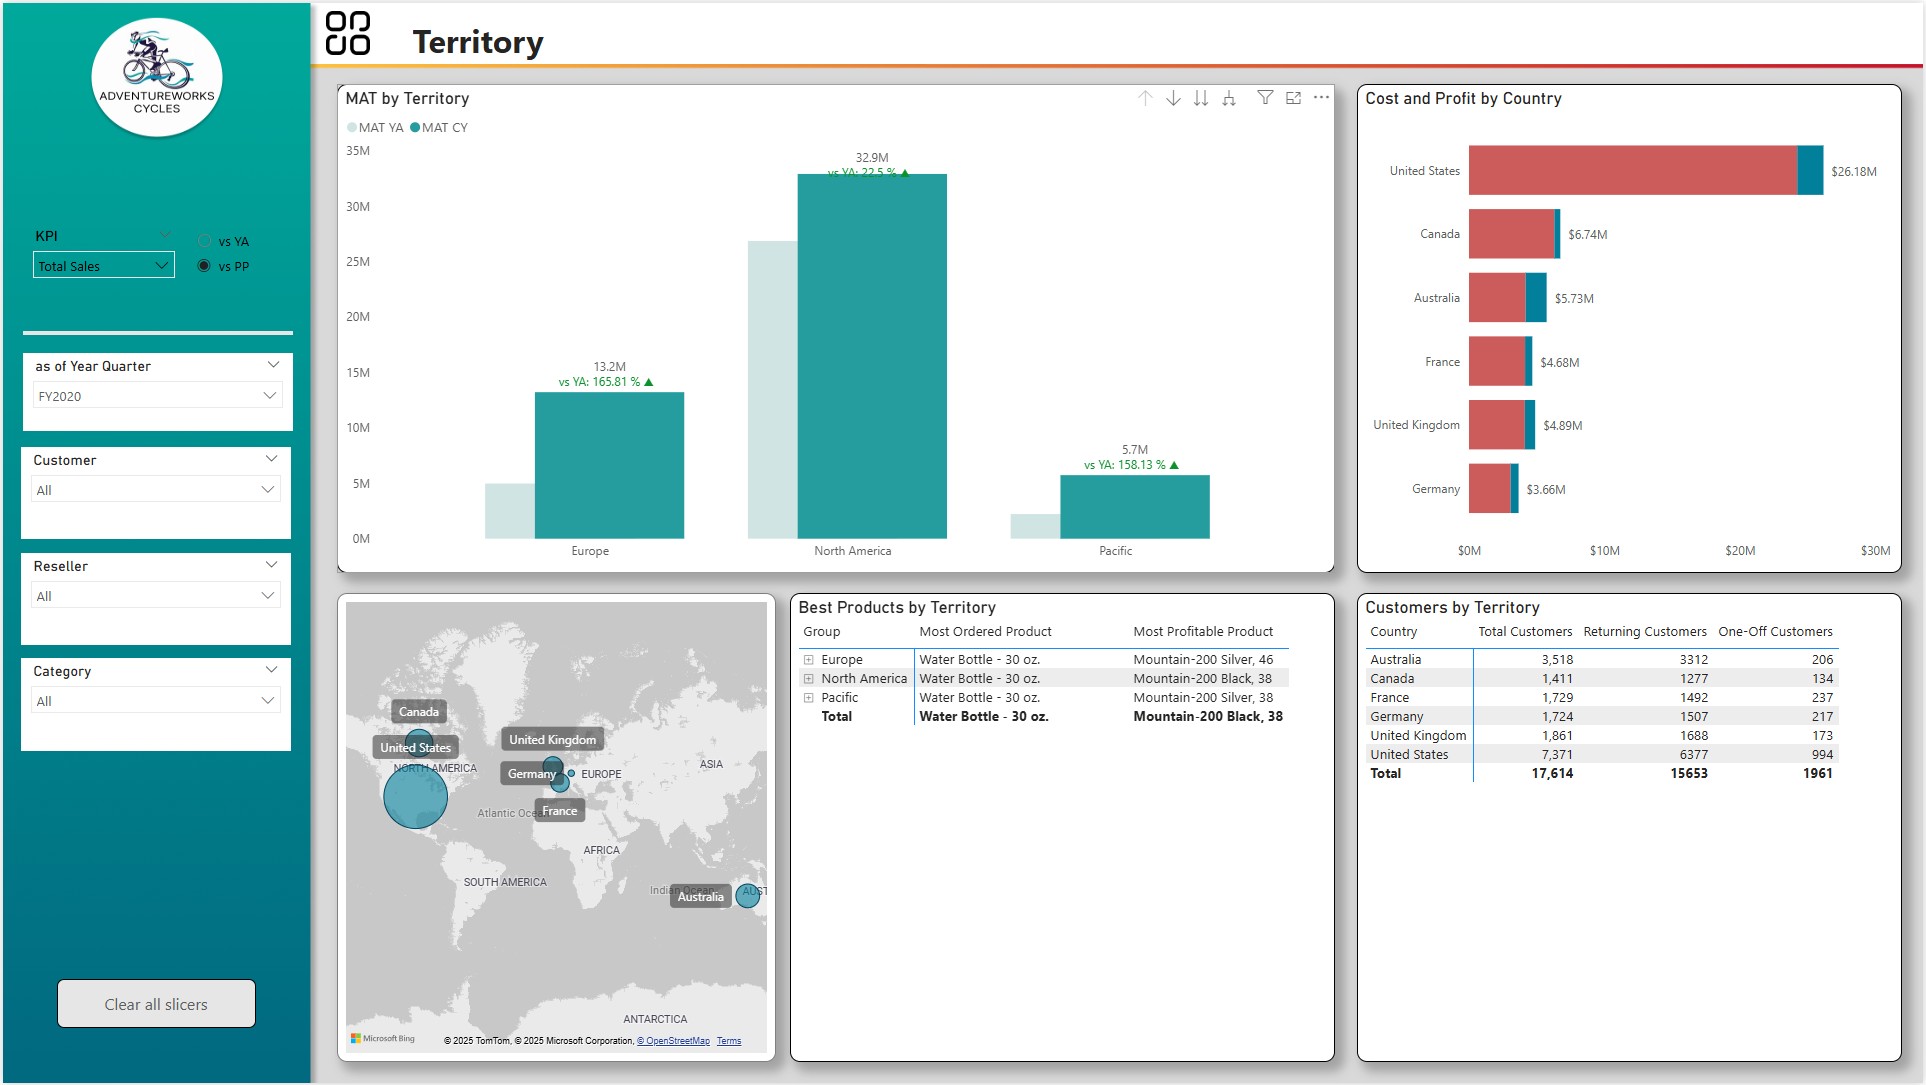 Territory
ADVENTUREWORKS
CYCLES
KPI
Total Sales
vs YA
vs PP
as of Year Quarter
FY2020
Customer
All
Reseller
All
Category
All
Clear all slicers
MAT by Territory
MAT YA MAT CY
35M
30M
25M
20M
15M
10M
5M
0M
13.2M
vs YA: 165.81 % ▲
32.9M
vs YA: 22.5 % ▲
5.7M
vs YA: 158.13 % ▲
Europe North America Pacific
Cost and Profit by Country
United States $26.18M
Canada $6.74M
Australia $5.73M
France $4.68M
United Kingdom $4.89M
Germany $3.66M
$0M $10M $20M $30M
Canada
United States
NORTH AMERICA
United Kingdom
Germany
EUROPE
ASIA
France
Atlantic Ocea
AFRICA
SOUTH AMERICA
Indian Ocean
Australia
AUST
ANTARCTICA
Microsoft Bing
© 2025 TomTom, © 2025 Microsoft Corporation, © OpenStreetMap Terms
Best Products by Territory
Group Most Ordered Product Most Profitable Product
Europe Water Bottle - 30 oz. Mountain-200 Silver, 46
North America Water Bottle - 30 oz. Mountain-200 Black, 38
Pacific Water Bottle - 30 oz. Mountain-200 Silver, 38
Total Water Bottle - 30 oz. Mountain-200 Black, 38
Customers by Territory
Country Total Customers Returning Customers One-Off Customers
Australia 3,518 3312 206
Canada 1,411 1277 134
France 1,729 1492 237
Germany 1,724 1507 217
United Kingdom 1,861 1688 173
United States 7,371 6377 994
Total 17,614 15653 1961